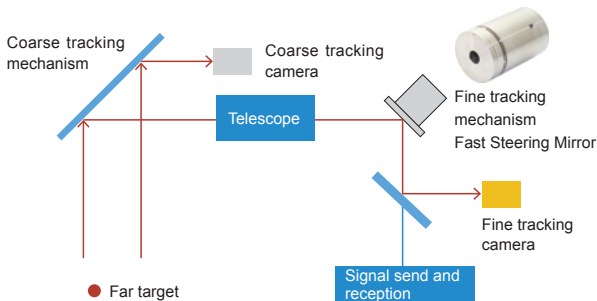 Coarse tracking
mechanism
Coarse tracking
camera
Telescope
Fine tracking
mechanism
Fast Steering Mirror
Fine tracking
camera
Signal send and
reception
Far target